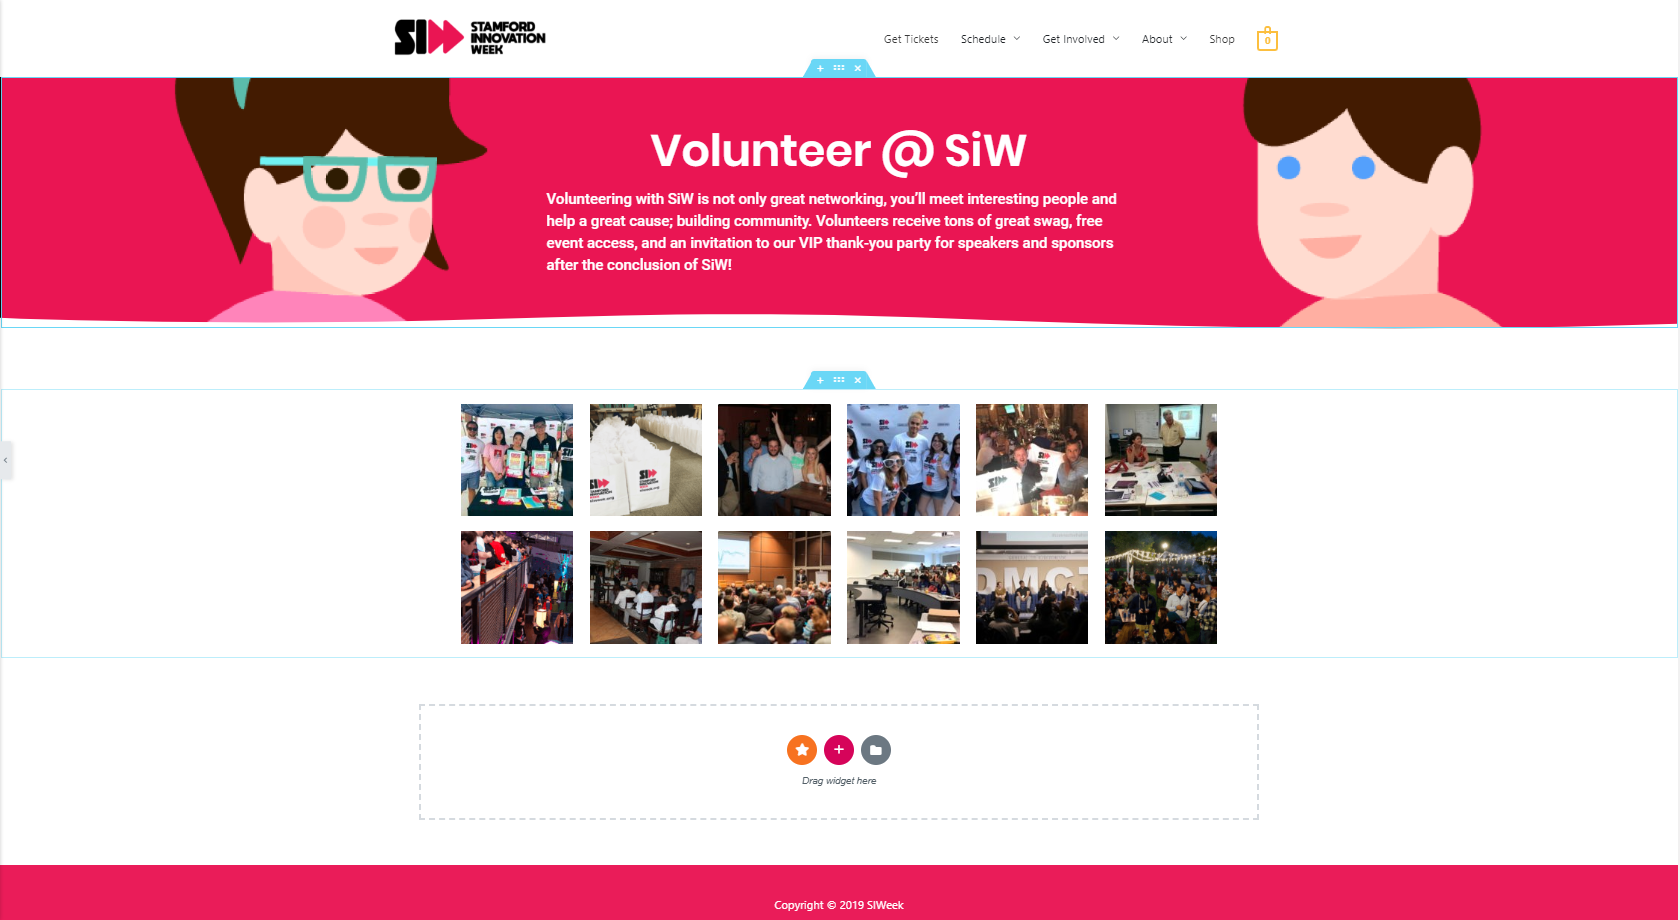 STAMFORD
INNOVATION
WEEK
Get Tickets
Schedule
Get Involved
About
Shop
0
Volunteer @ SiW
Volunteering with SiW is not only great networking, you’ll meet interesting people and
help a great cause; building community. Volunteers receive tons of great swag, free
event access, and an invitation to our VIP thank-you party for speakers and sponsors
after the conclusion of SiW!
Drag widget here
Copyright © 2019 SIWeek